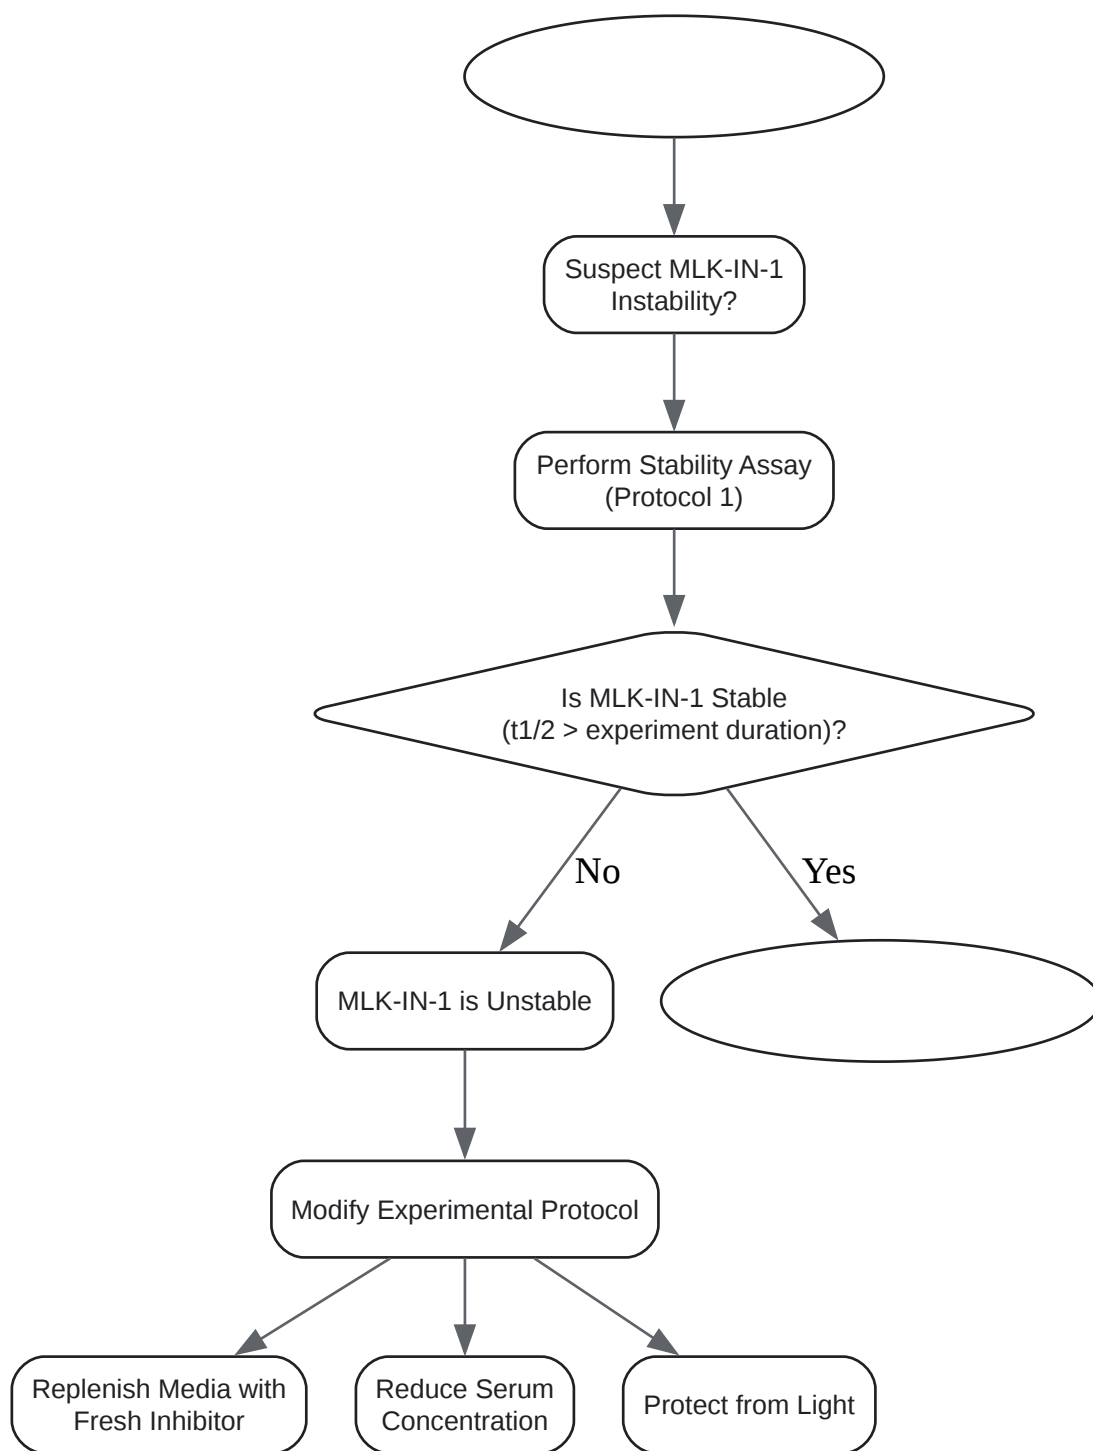 Suspect MLK-IN-1
Instability?
Perform Stability Assay
(Protocol 1)
Is MLK-IN-1 Stable
(t1/2 > experiment duration)?
No
Yes
MLK-IN-1 is Unstable
Modify Experimental Protocol
Replenish Media with
Fresh Inhibitor
Reduce Serum
Concentration
Protect from Light